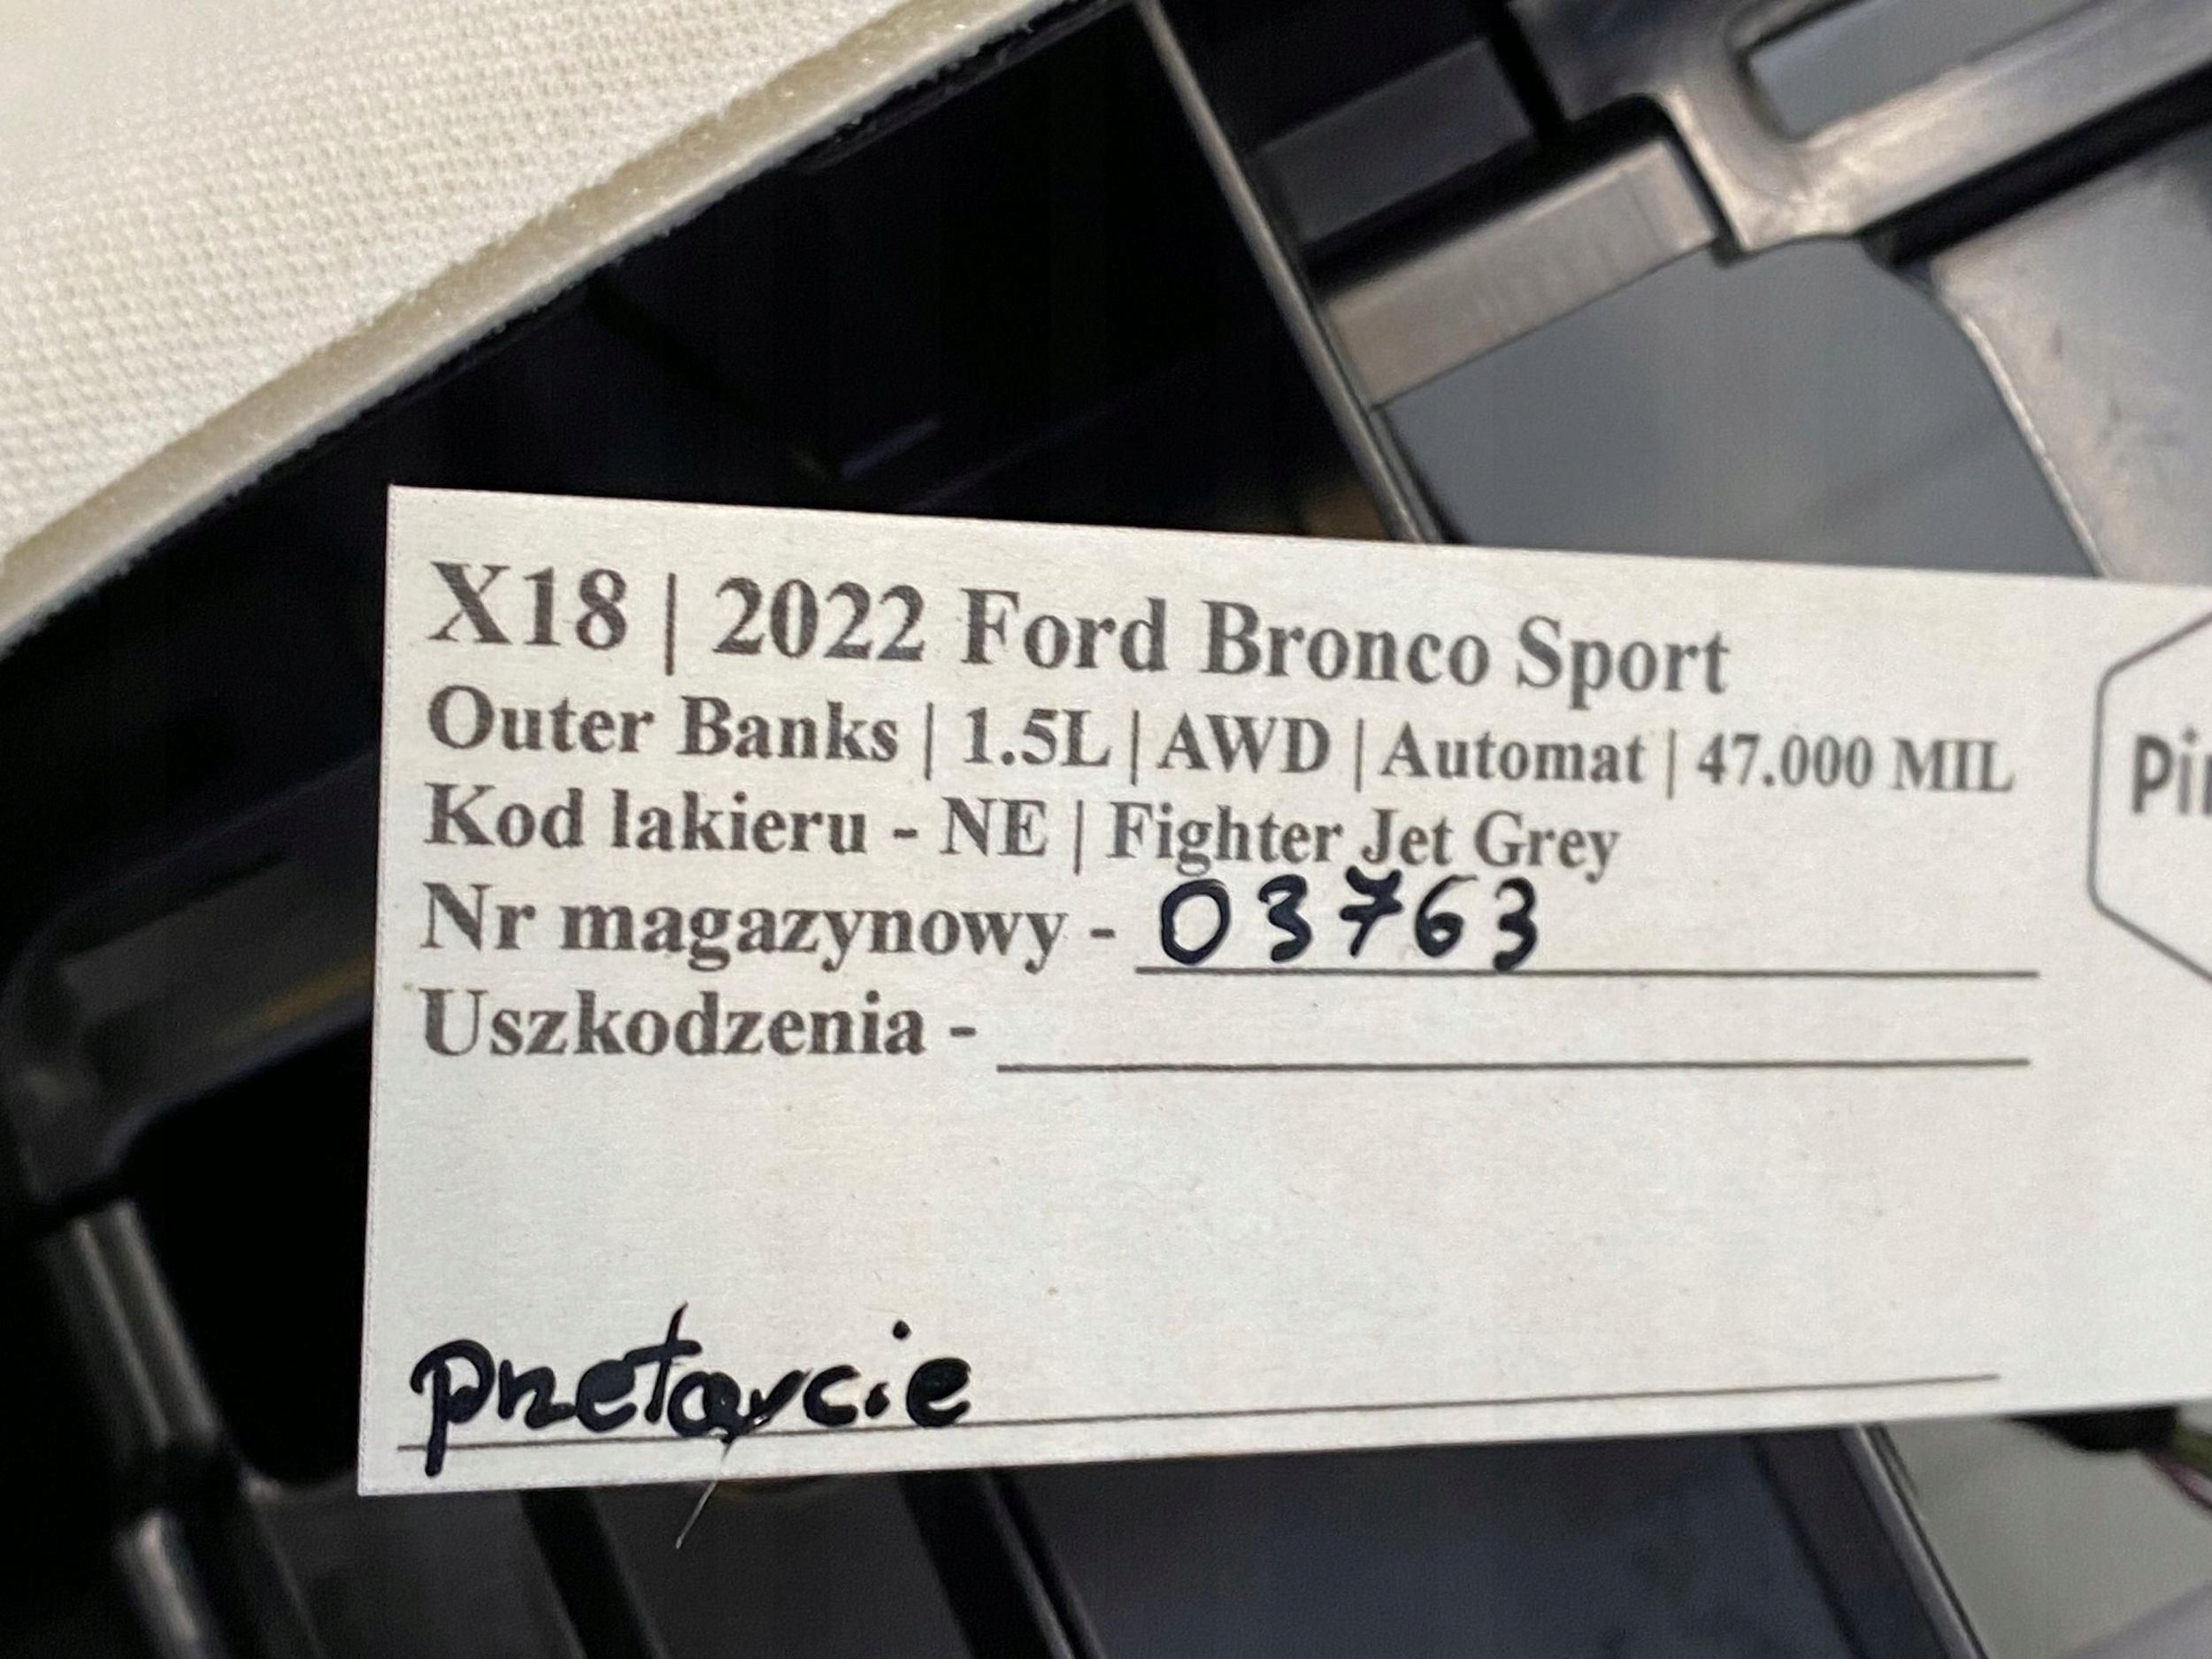 X18 | 2022 Ford Bronco Sport
Outer Banks | 1.5L | AWD | Automat | 47.000 MIL
Kod lakieru - NE | Fighter Jet Grey
Nr magazynowy - 03763
Uszkodzenia -
przetarcie